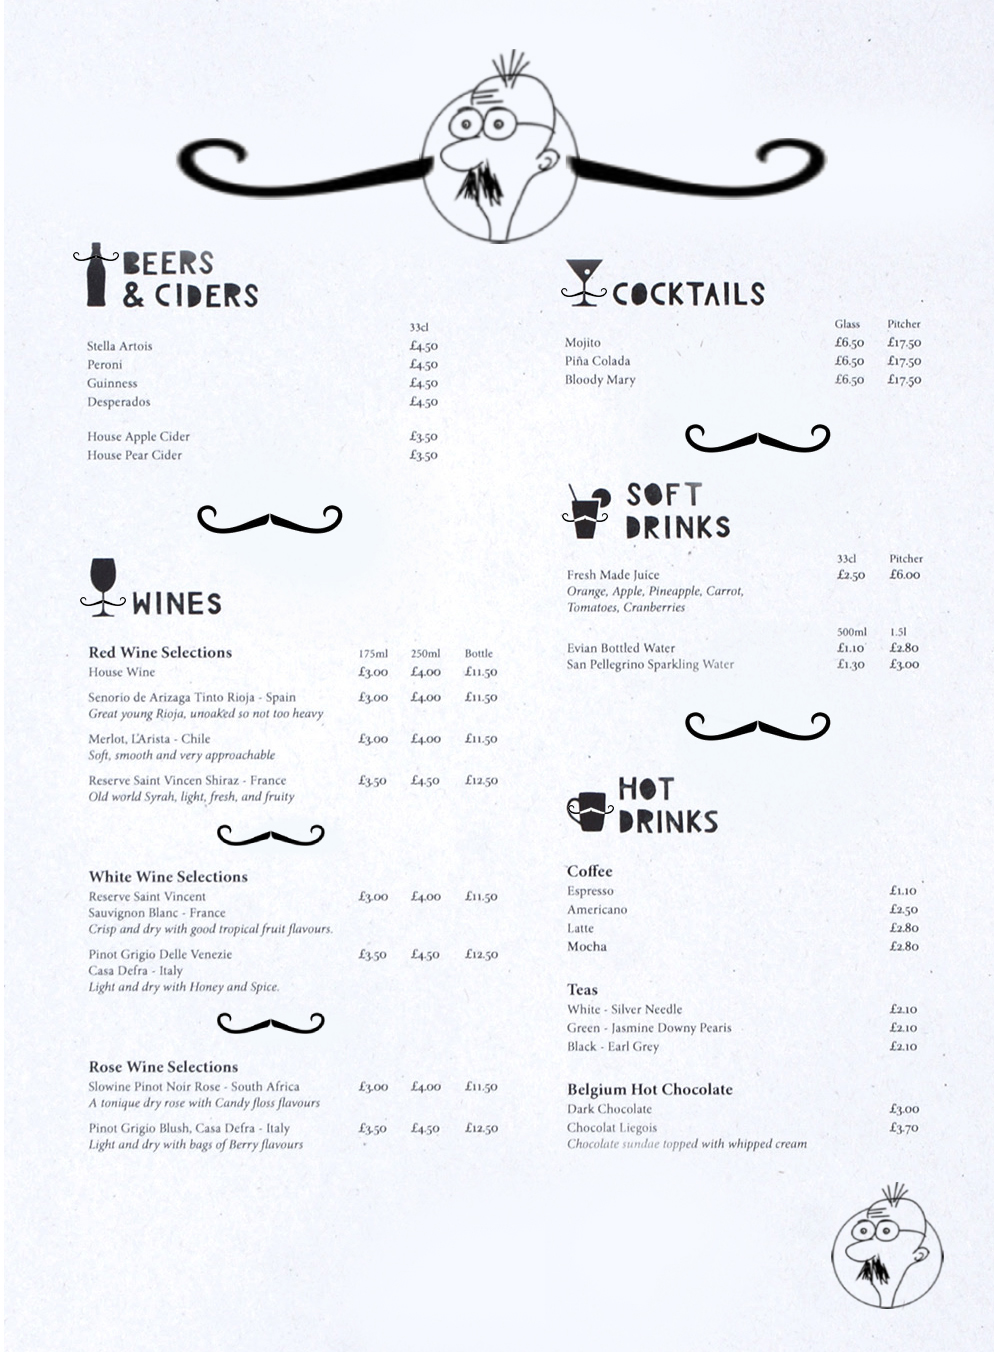 BEERS
& CIDERS
33cl
Stella Artois £4.50
Peroni £4.50
Guinness £4.50
Desperados £4.50
House Apple Cider £3.50
House Pear Cider £3.50
WINES
Red Wine Selections 175ml 250ml Bottle
House Wine £3.00 £4.00 £11.50
Senorio de Arizaga Tinto Rioja - Spain £3.00 £4.00 £11.50
Great young Rioja, unoaked so not too heavy
Merlot, L'Arista - Chile £3.00 £4.00 £11.50
Soft, smooth and very approachable
Reserve Saint Vincen Shiraz - France £3.50 £4.50 £12.50
Old world Syrah, light, fresh, and fruity
White Wine Selections
Reserve Saint Vincent £3.00 £4.00 £11.50
Sauvignon Blanc - France
Crisp and dry with good tropical fruit flavours.
Pinot Grigio Delle Venezie £3.50 £4.50 £12.50
Casa Defra - Italy
Light and dry with Honey and Spice.
Rose Wine Selections
Slowine Pinot Noir Rose - South Africa £3.00 £4.00 £11.50
A tonique dry rose with Candy floss flavours
Pinot Grigio Blush, Casa Defra - Italy £3.50 £4.50 £12.50
Light and dry with bags of Berry flavours
COCKTAILS
Glass Pitcher
Mojito £6.50 £17.50
Piña Colada £6.50 £17.50
Bloody Mary £6.50 £17.50
SOFT
DRINKS
33cl Pitcher
Fresh Made Juice £2.50 £6.00
Orange, Apple, Pineapple, Carrot,
Tomatoes, Cranberries
500ml 1.5l
Evian Bottled Water £1.10 £2.80
San Pellegrino Sparkling Water £1.30 £3.00
HOT
DRINKS
Coffee
Espresso £1.10
Americano £2.50
Latte £2.80
Mocha £2.80
Teas
White - Silver Needle £2.10
Green - Jasmine Downy Pearis £2.10
Black - Earl Grey £2.10
Belgium Hot Chocolate
Dark Chocolate £3.00
Chocolat Liegois £3.70
Chocolate sundae topped with whipped cream